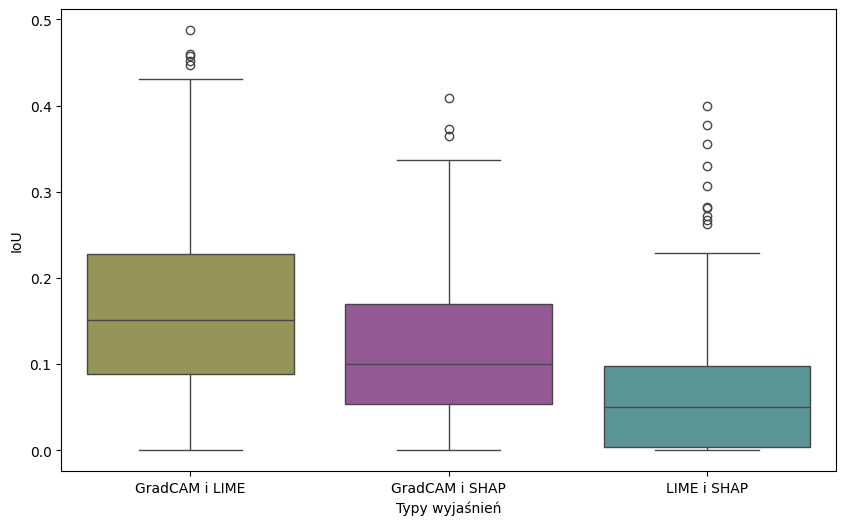 0.5
0.4
0.3
0.2
0.1
0.0
IoU
GradCAM i LIME
GradCAM i SHAP
LIME i SHAP
Typy wyjaśnień